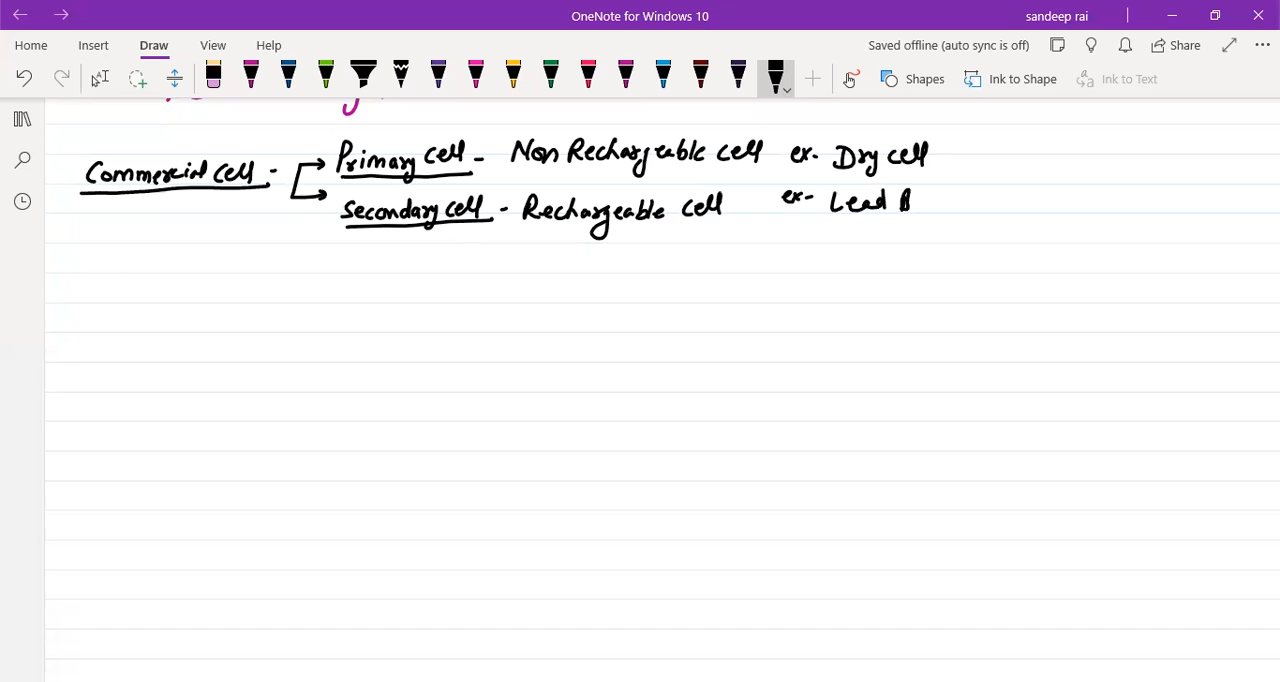 OneNote for Windows 10
sandeep rai
Home Insert Draw View Help
Saved offline (auto sync is off) Share
Shapes Ink to Shape Ink to Text
Commercial cell - Primary cell - Non Rechargeable cell ex. Dry cell
Secondary cell - Rechargeable cell ex- Lead